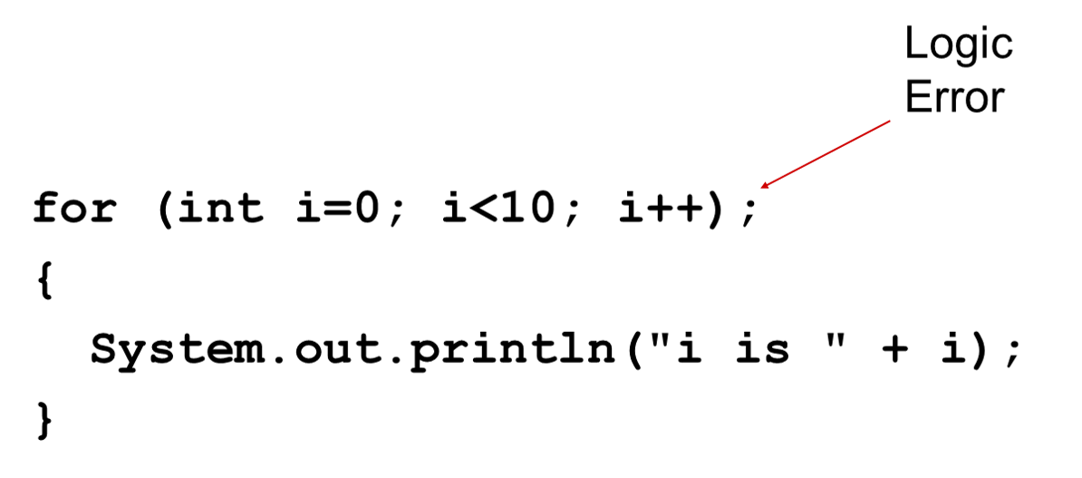 Logic
Error
for (int i=0; i<10; i++);
{
  System.out.println("i is " + i);
}